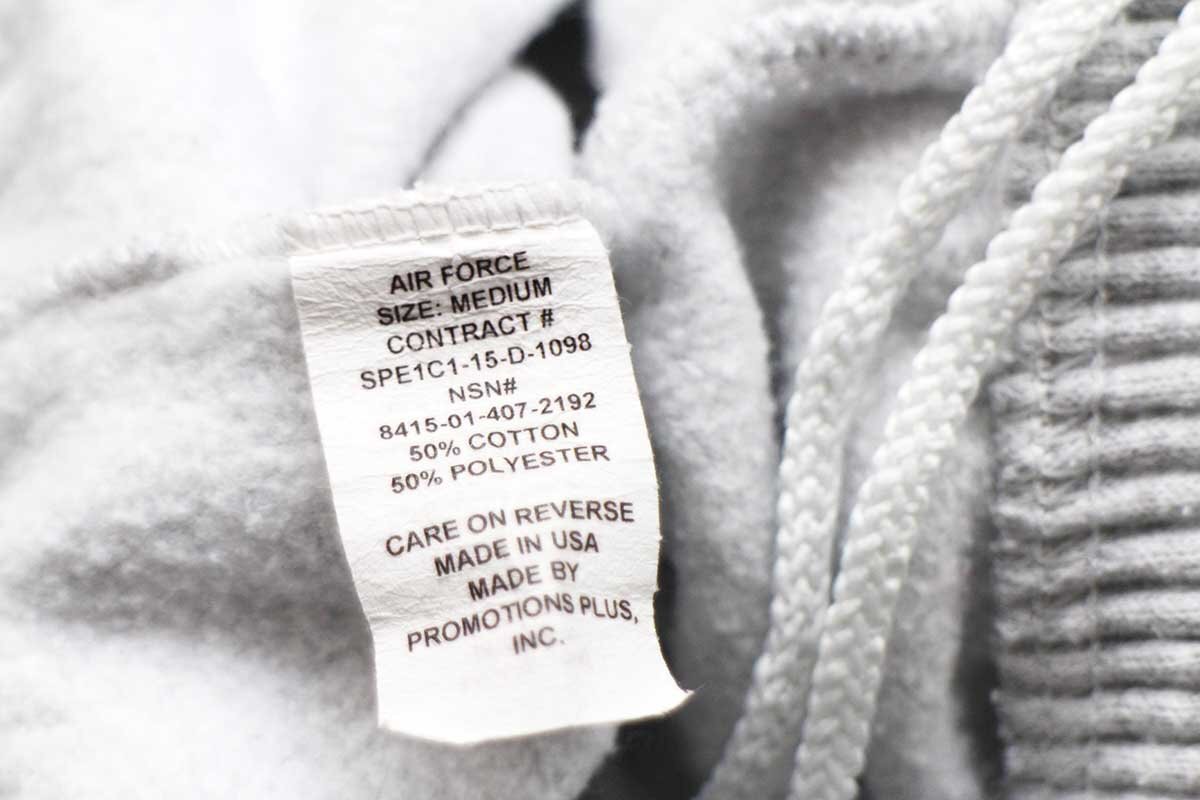 AIR FORCE
SIZE: MEDIUM
CONTRACT #
SPE1C1-15-D-1098
NSN#
8415-01-407-2192
50% COTTON
50% POLYESTER
CARE ON REVERSE
MADE IN USA
MADE BY
PROMOTIONS PLUS,
INC.